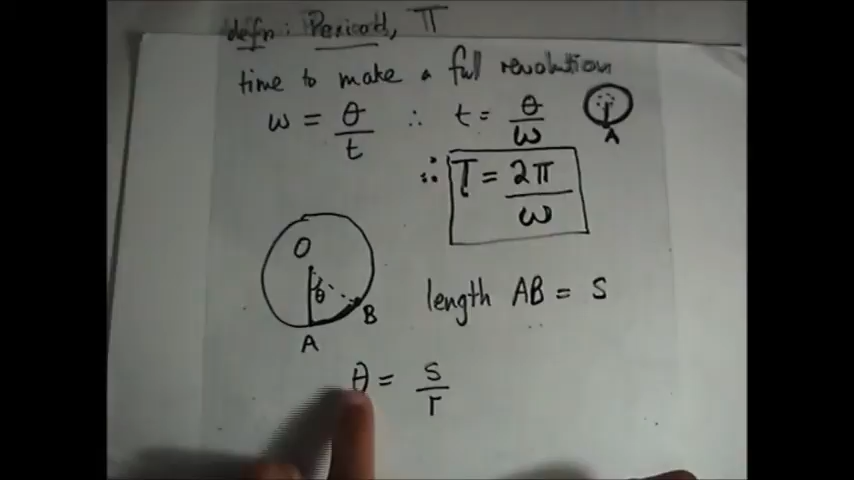 defn: Period, T
time to make a full revolution
ω = θ/t ∴ t = θ/ω
A
∴ T = 2π/ω
O
θ
B
A
length AB = s
θ = s/r